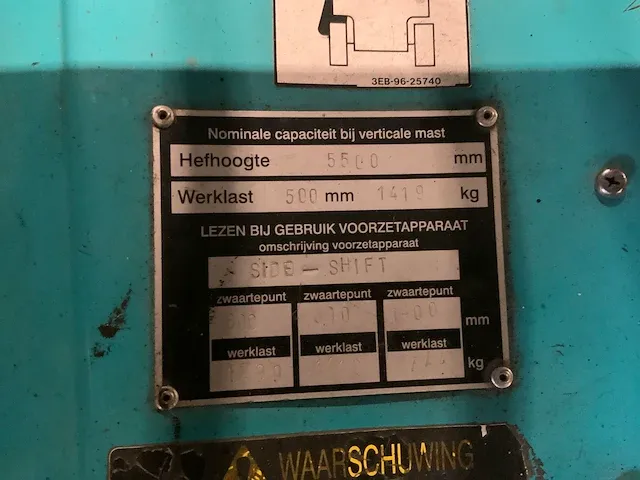 3EB-96-25740
Nominale capaciteit bij verticale mast
Hefhoogte 5500 mm
Werklast 500 mm 1419 kg
LEZEN BIJ GEBRUIK VOORZETAPPARAAT
omschrijving voorzetapparaat
SIDE - SHIFT
zwaartepunt zwaartepunt zwaartepunt
mm
werklast werklast werklast
kg
WAARSCHUWING